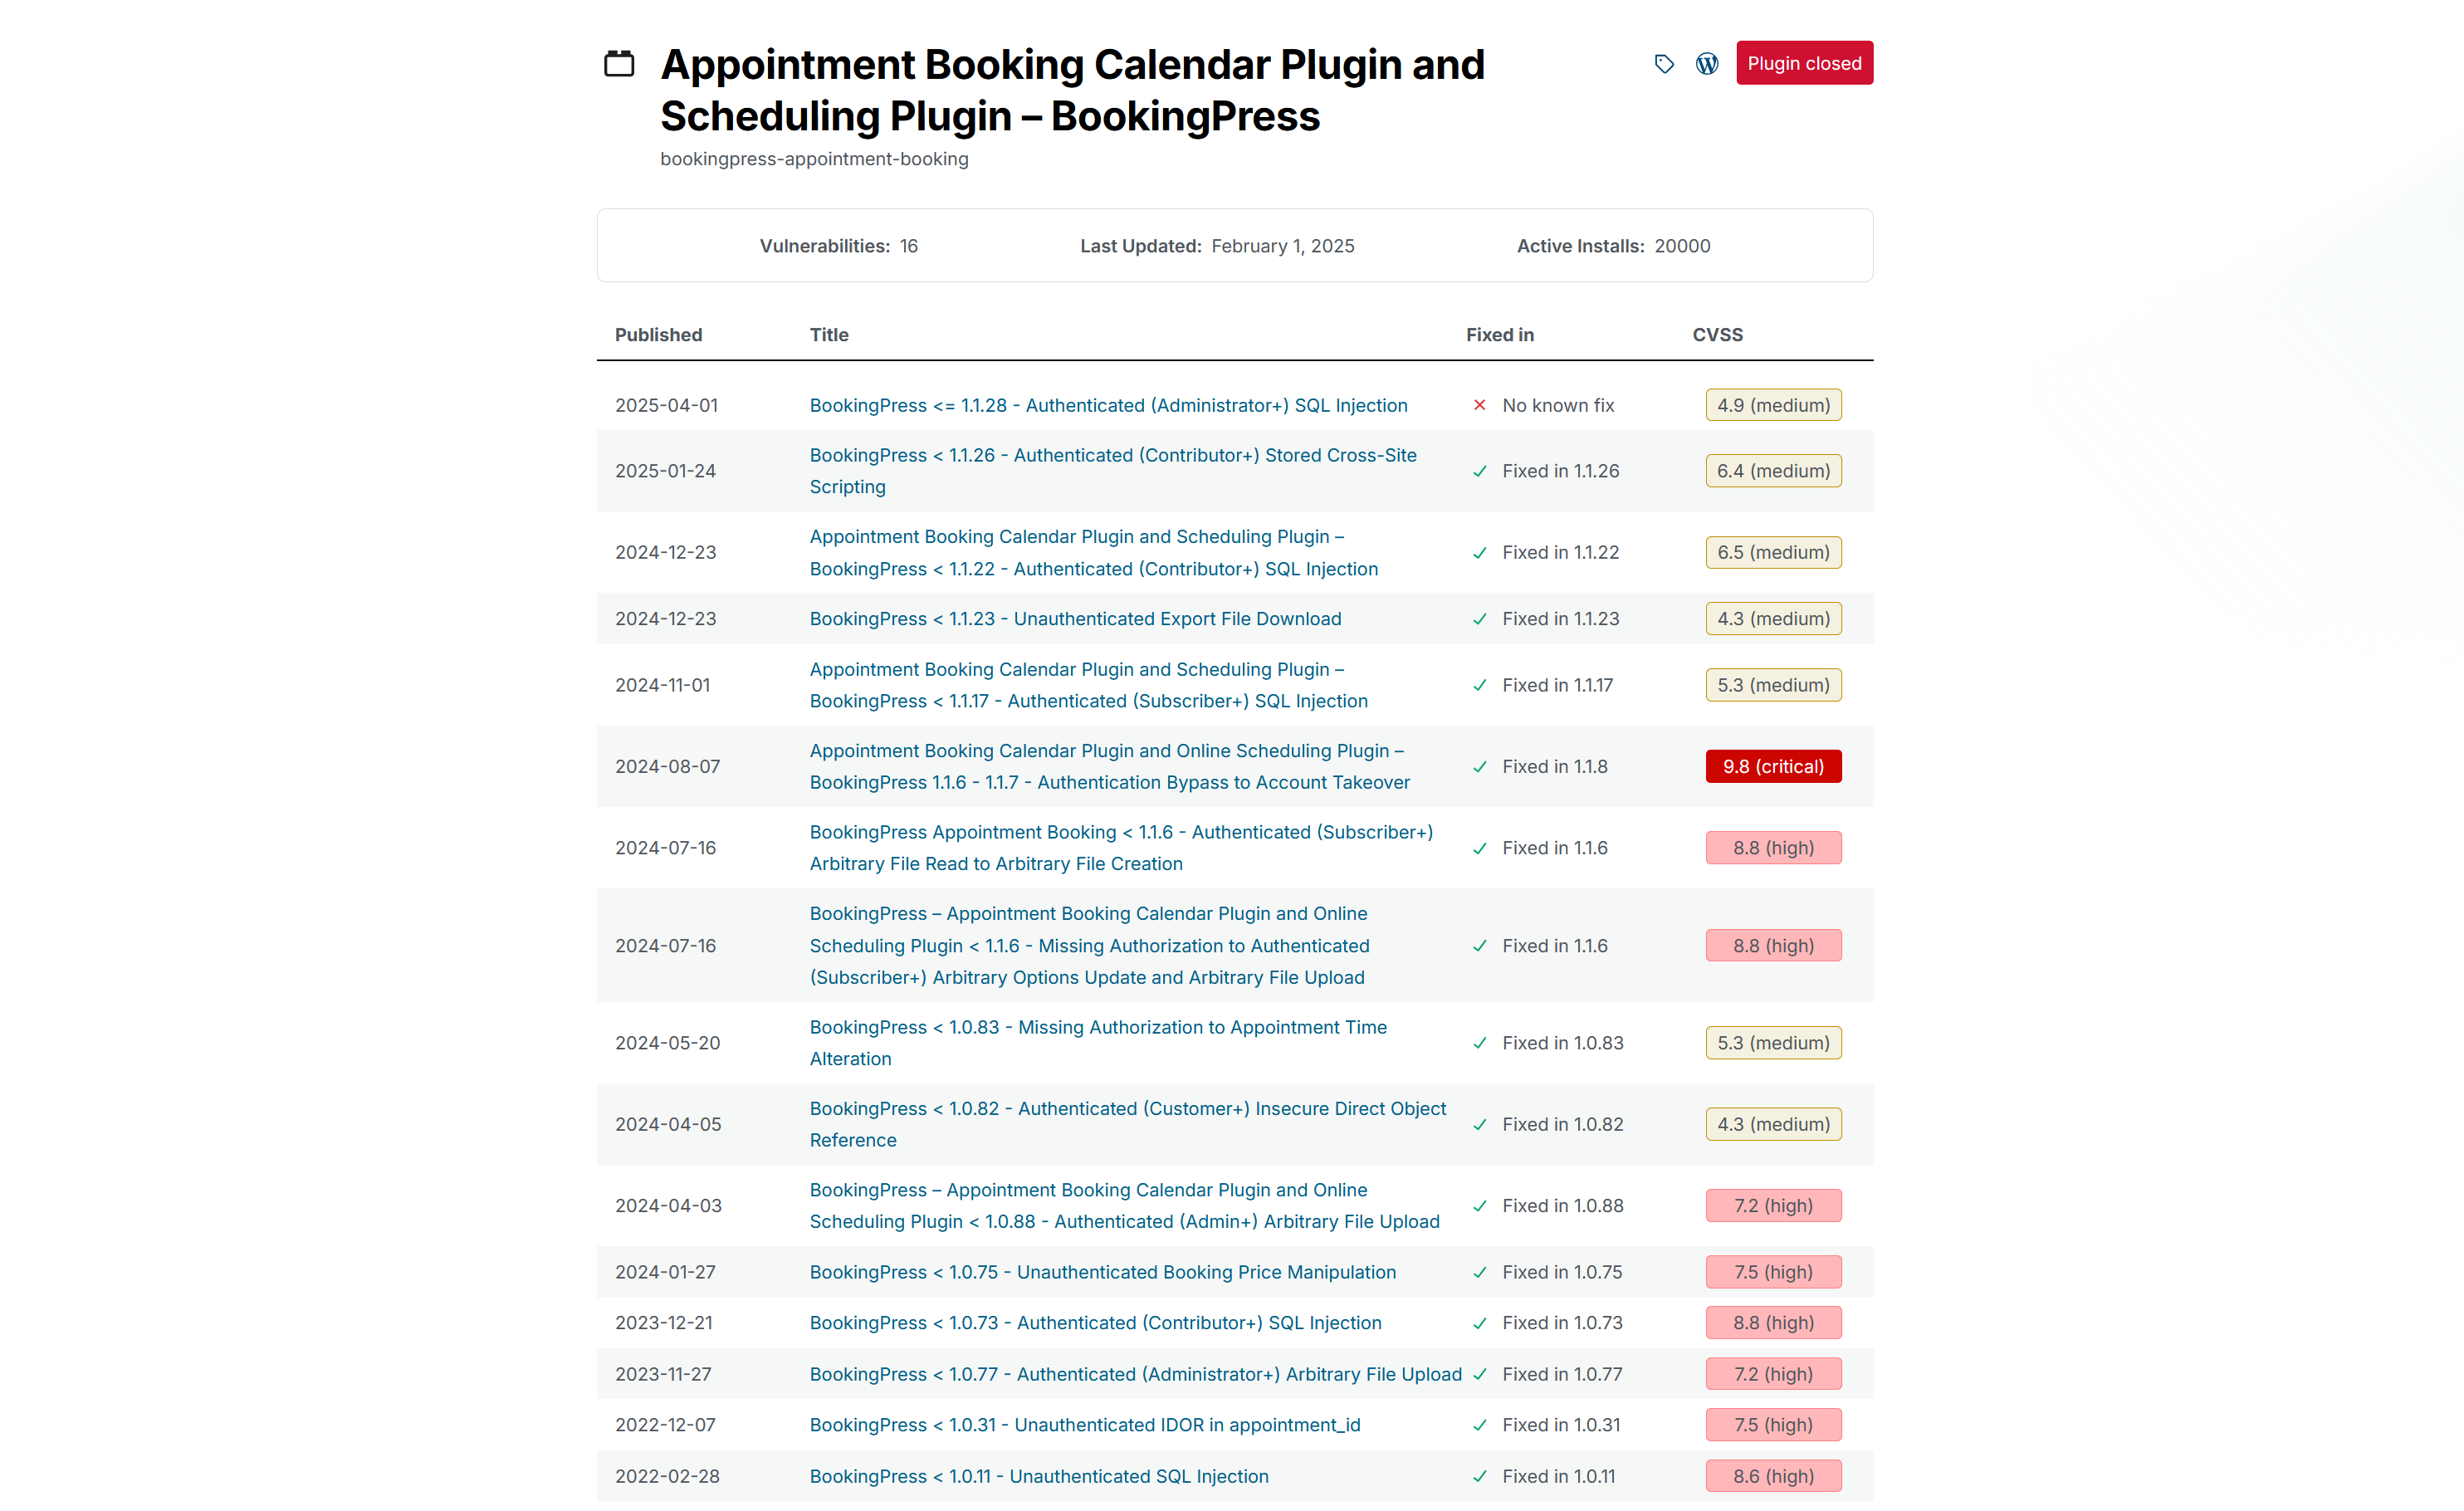 Appointment Booking Calendar Plugin and
Scheduling Plugin – BookingPress
Plugin closed
bookingpress-appointment-booking
Vulnerabilities: 16 Last Updated: February 1, 2025 Active Installs: 20000
Published Title Fixed in CVSS
2025-04-01 BookingPress <= 1.1.28 - Authenticated (Administrator+) SQL Injection No known fix 4.9 (medium)
2025-01-24 BookingPress < 1.1.26 - Authenticated (Contributor+) Stored Cross-Site
Scripting Fixed in 1.1.26 6.4 (medium)
2024-12-23 Appointment Booking Calendar Plugin and Scheduling Plugin –
BookingPress < 1.1.22 - Authenticated (Contributor+) SQL Injection Fixed in 1.1.22 6.5 (medium)
2024-12-23 BookingPress < 1.1.23 - Unauthenticated Export File Download Fixed in 1.1.23 4.3 (medium)
2024-11-01 Appointment Booking Calendar Plugin and Scheduling Plugin –
BookingPress < 1.1.17 - Authenticated (Subscriber+) SQL Injection Fixed in 1.1.17 5.3 (medium)
2024-08-07 Appointment Booking Calendar Plugin and Online Scheduling Plugin –
BookingPress 1.1.6 - 1.1.7 - Authentication Bypass to Account Takeover Fixed in 1.1.8 9.8 (critical)
2024-07-16 BookingPress Appointment Booking < 1.1.6 - Authenticated (Subscriber+)
Arbitrary File Read to Arbitrary File Creation Fixed in 1.1.6 8.8 (high)
2024-07-16 BookingPress – Appointment Booking Calendar Plugin and Online
Scheduling Plugin < 1.1.6 - Missing Authorization to Authenticated
(Subscriber+) Arbitrary Options Update and Arbitrary File Upload Fixed in 1.1.6 8.8 (high)
2024-05-20 BookingPress < 1.0.83 - Missing Authorization to Appointment Time
Alteration Fixed in 1.0.83 5.3 (medium)
2024-04-05 BookingPress < 1.0.82 - Authenticated (Customer+) Insecure Direct Object
Reference Fixed in 1.0.82 4.3 (medium)
2024-04-03 BookingPress – Appointment Booking Calendar Plugin and Online
Scheduling Plugin < 1.0.88 - Authenticated (Admin+) Arbitrary File Upload Fixed in 1.0.88 7.2 (high)
2024-01-27 BookingPress < 1.0.75 - Unauthenticated Booking Price Manipulation Fixed in 1.0.75 7.5 (high)
2023-12-21 BookingPress < 1.0.73 - Authenticated (Contributor+) SQL Injection Fixed in 1.0.73 8.8 (high)
2023-11-27 BookingPress < 1.0.77 - Authenticated (Administrator+) Arbitrary File Upload Fixed in 1.0.77 7.2 (high)
2022-12-07 BookingPress < 1.0.31 - Unauthenticated IDOR in appointment_id Fixed in 1.0.31 7.5 (high)
2022-02-28 BookingPress < 1.0.11 - Unauthenticated SQL Injection Fixed in 1.0.11 8.6 (high)